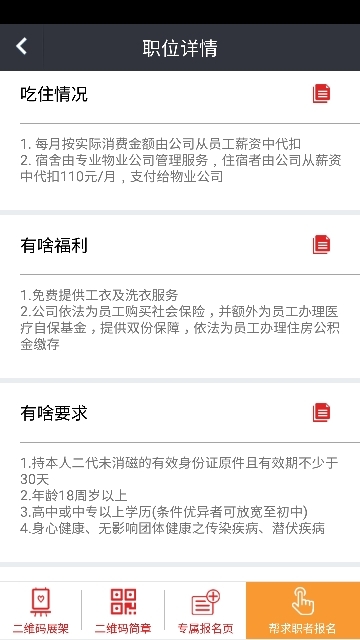 职位详情
吃住情况
1. 每月按实际消费金额由公司从员工薪资中代扣
2. 宿舍由专业物业公司管理服务，住宿者由公司从薪资
中代扣110元/月，支付给物业公司
有啥福利
1.免费提供工衣及洗衣服务
2.公司依法为员工购买社会保险，并额外为员工办理医
疗自保基金，提供双份保障，依法为员工办理住房公积
金缴存
有啥要求
1.持本人二代未消磁的有效身份证原件且有效期不少于
30天
2.年龄18周岁以上
3.高中或中专以上学历(条件优异者可放宽至初中)
4.身心健康、无影响团体健康之传染疾病、潜伏疾病
二维码展架
二维码简章
专属报名页
帮求职者报名